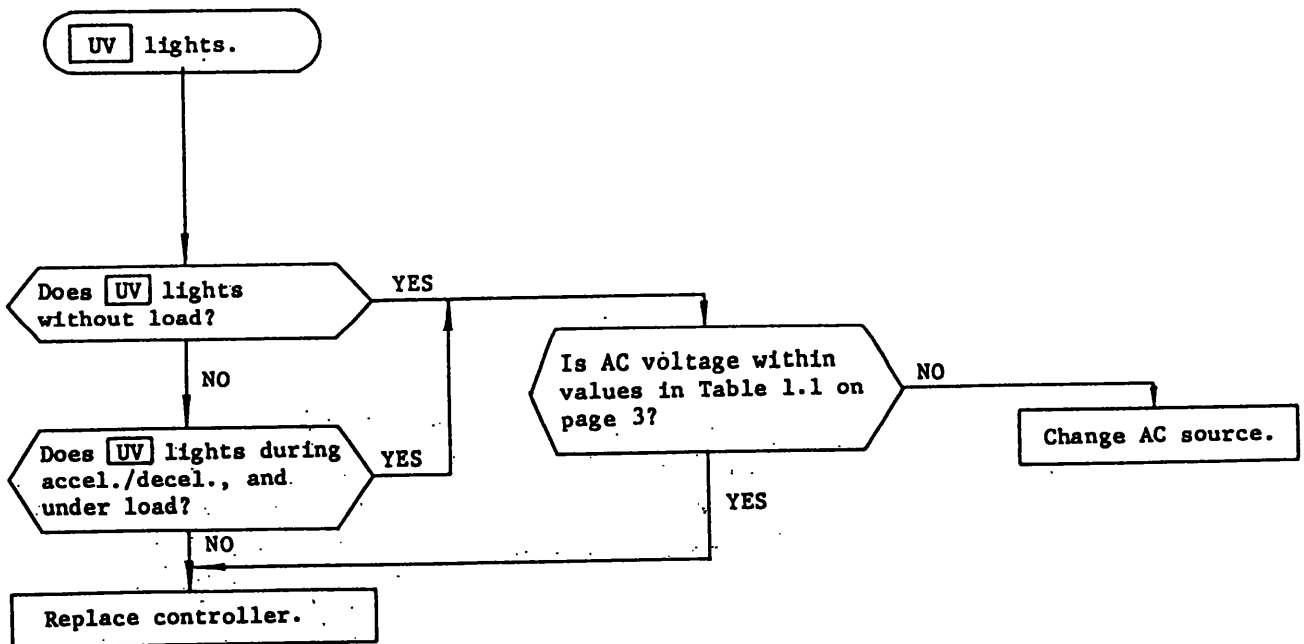 UV lights.
Does UV lights
without load?
YES
NO
Is AC voltage within
values in Table 1.1 on
page 3?
NO
Change AC source.
Does UV lights during
accel./decel., and
under load?
YES
YES
NO
Replace controller.